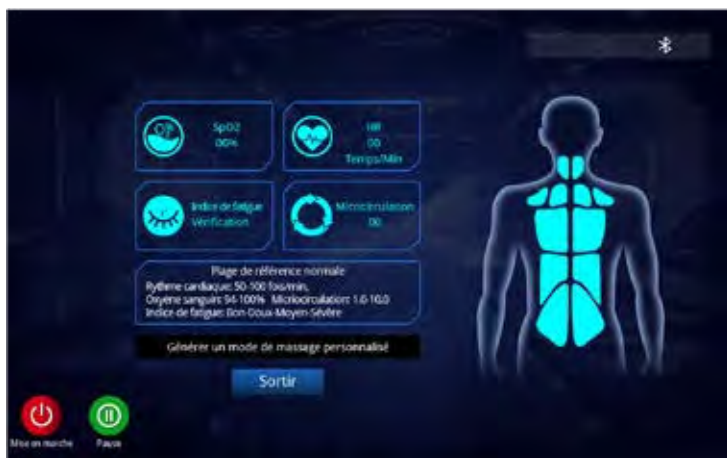 SpO2
00%
HR
00
Temps/Min
Indice de fatigue
Vérification
Microcirculation
00
Plage de référence normale
Rythme cardiaque: 50-100 fois/min,
Oxygène sanguin: 94-100% Microcirculation: 1.0-10.0
Indice de fatigue: Bon-Doux-Moyen-Sévère
Générer un mode de massage personnalisé
Sortir
Mise en marche
Pause